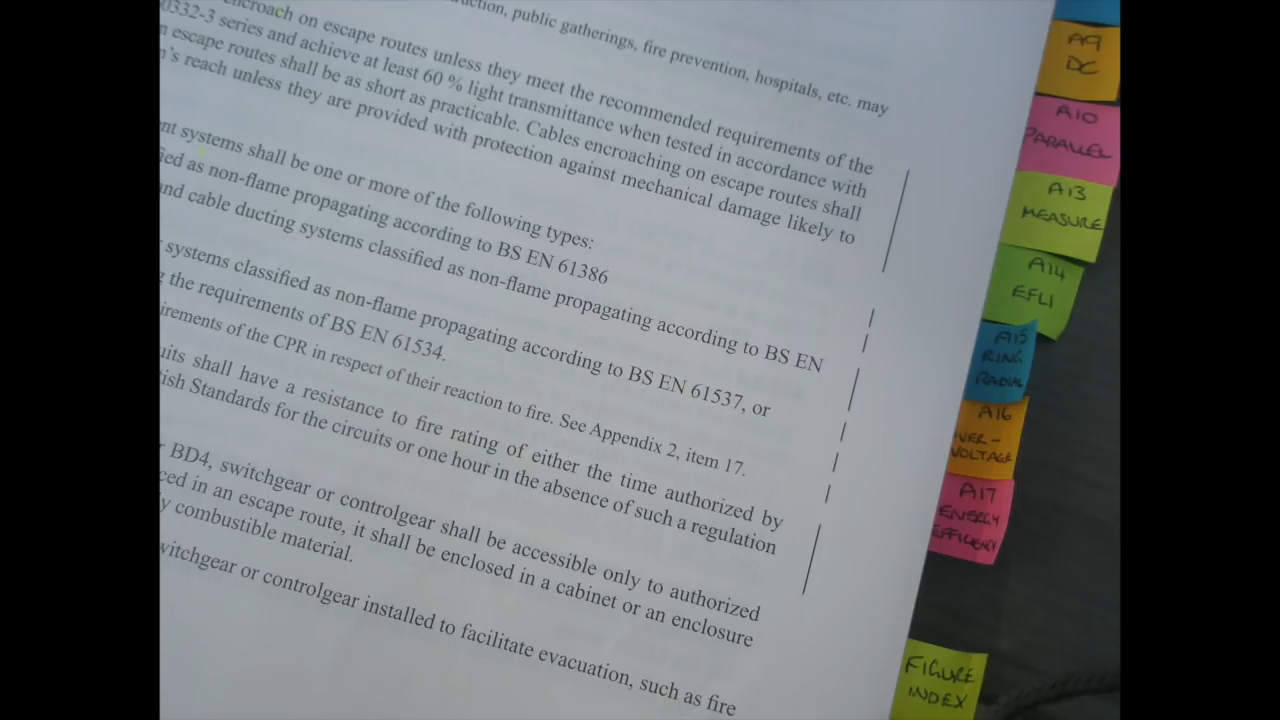 uction, public gatherings, fire prevention, hospitals, etc. may
encroach on escape routes unless they meet the recommended requirements of the
0332-3 series and achieve at least 60 % light transmittance when tested in accordance with
escape routes shall be as short as practicable. Cables encroaching on escape routes shall
's reach unless they are provided with protection against mechanical damage likely to
nt systems shall be one or more of the following types:
ied as non-flame propagating according to BS EN 61386
nd cable ducting systems classified as non-flame propagating according to BS EN
systems classified as non-flame propagating according to BS EN 61537, or
g the requirements of BS EN 61534.
irements of the CPR in respect of their reaction to fire. See Appendix 2, item 17.
uits shall have a resistance to fire rating of either the time authorized by
ish Standards for the circuits or one hour in the absence of such a regulation
r BD4, switchgear or controlgear shall be accessible only to authorized
ced in an escape route, it shall be enclosed in a cabinet or an enclosure
y combustible material.
witchgear or controlgear installed to facilitate evacuation, such as fire
A9
DC
A10
PARALLEL
A13
MEASURE
A14
EFLI
A15
RING
RADIAL
A16
OVER-
VOLTAGE
A17
ENERGY
EFFICIENCY
FIGURE
INDEX